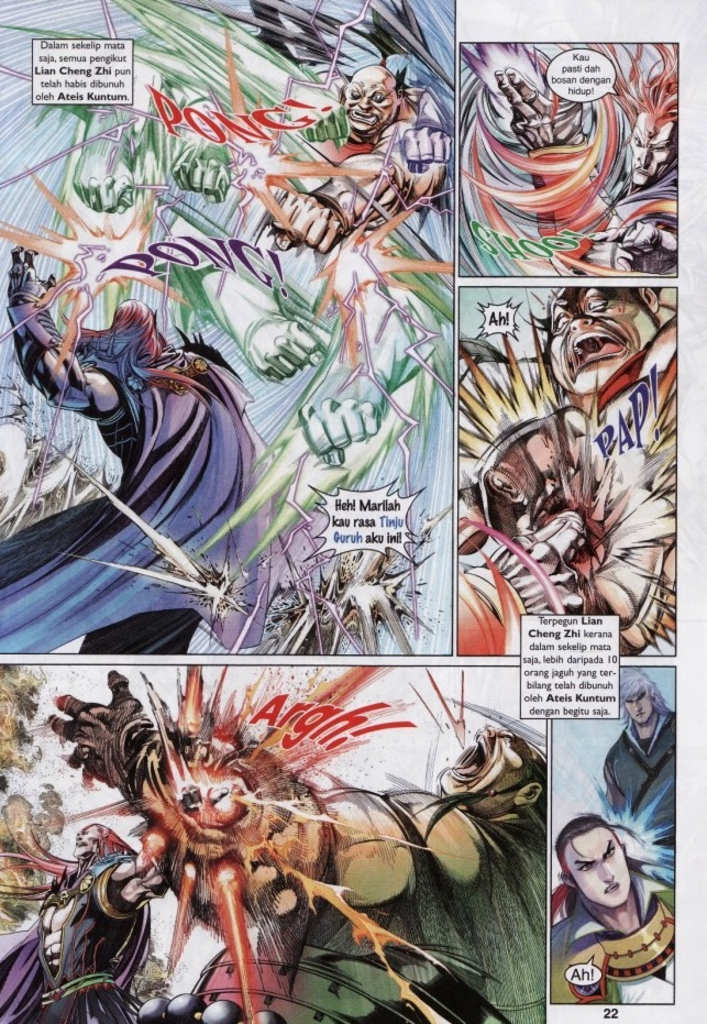 Dalam sekelip mata
saja, semua pengikut
Lian Cheng Zhi pun
telah habis dibunuh
oleh Ateis Kuntum.
PONG!
PONG!
Heh! Marilah
kau rasa Tinju
Guruh aku ini!
Kau
pasti dah
bosan dengan
hidup!
SHOO!
Ah!
PAP!
Terpegun Lian
Cheng Zhi kerana
dalam sekelip mata
saja, lebih daripada 10
orang jaguh yang ter-
bilang telah dibunuh
oleh Ateis Kuntum
dengan begitu saja.
Argh!
Ah!
22